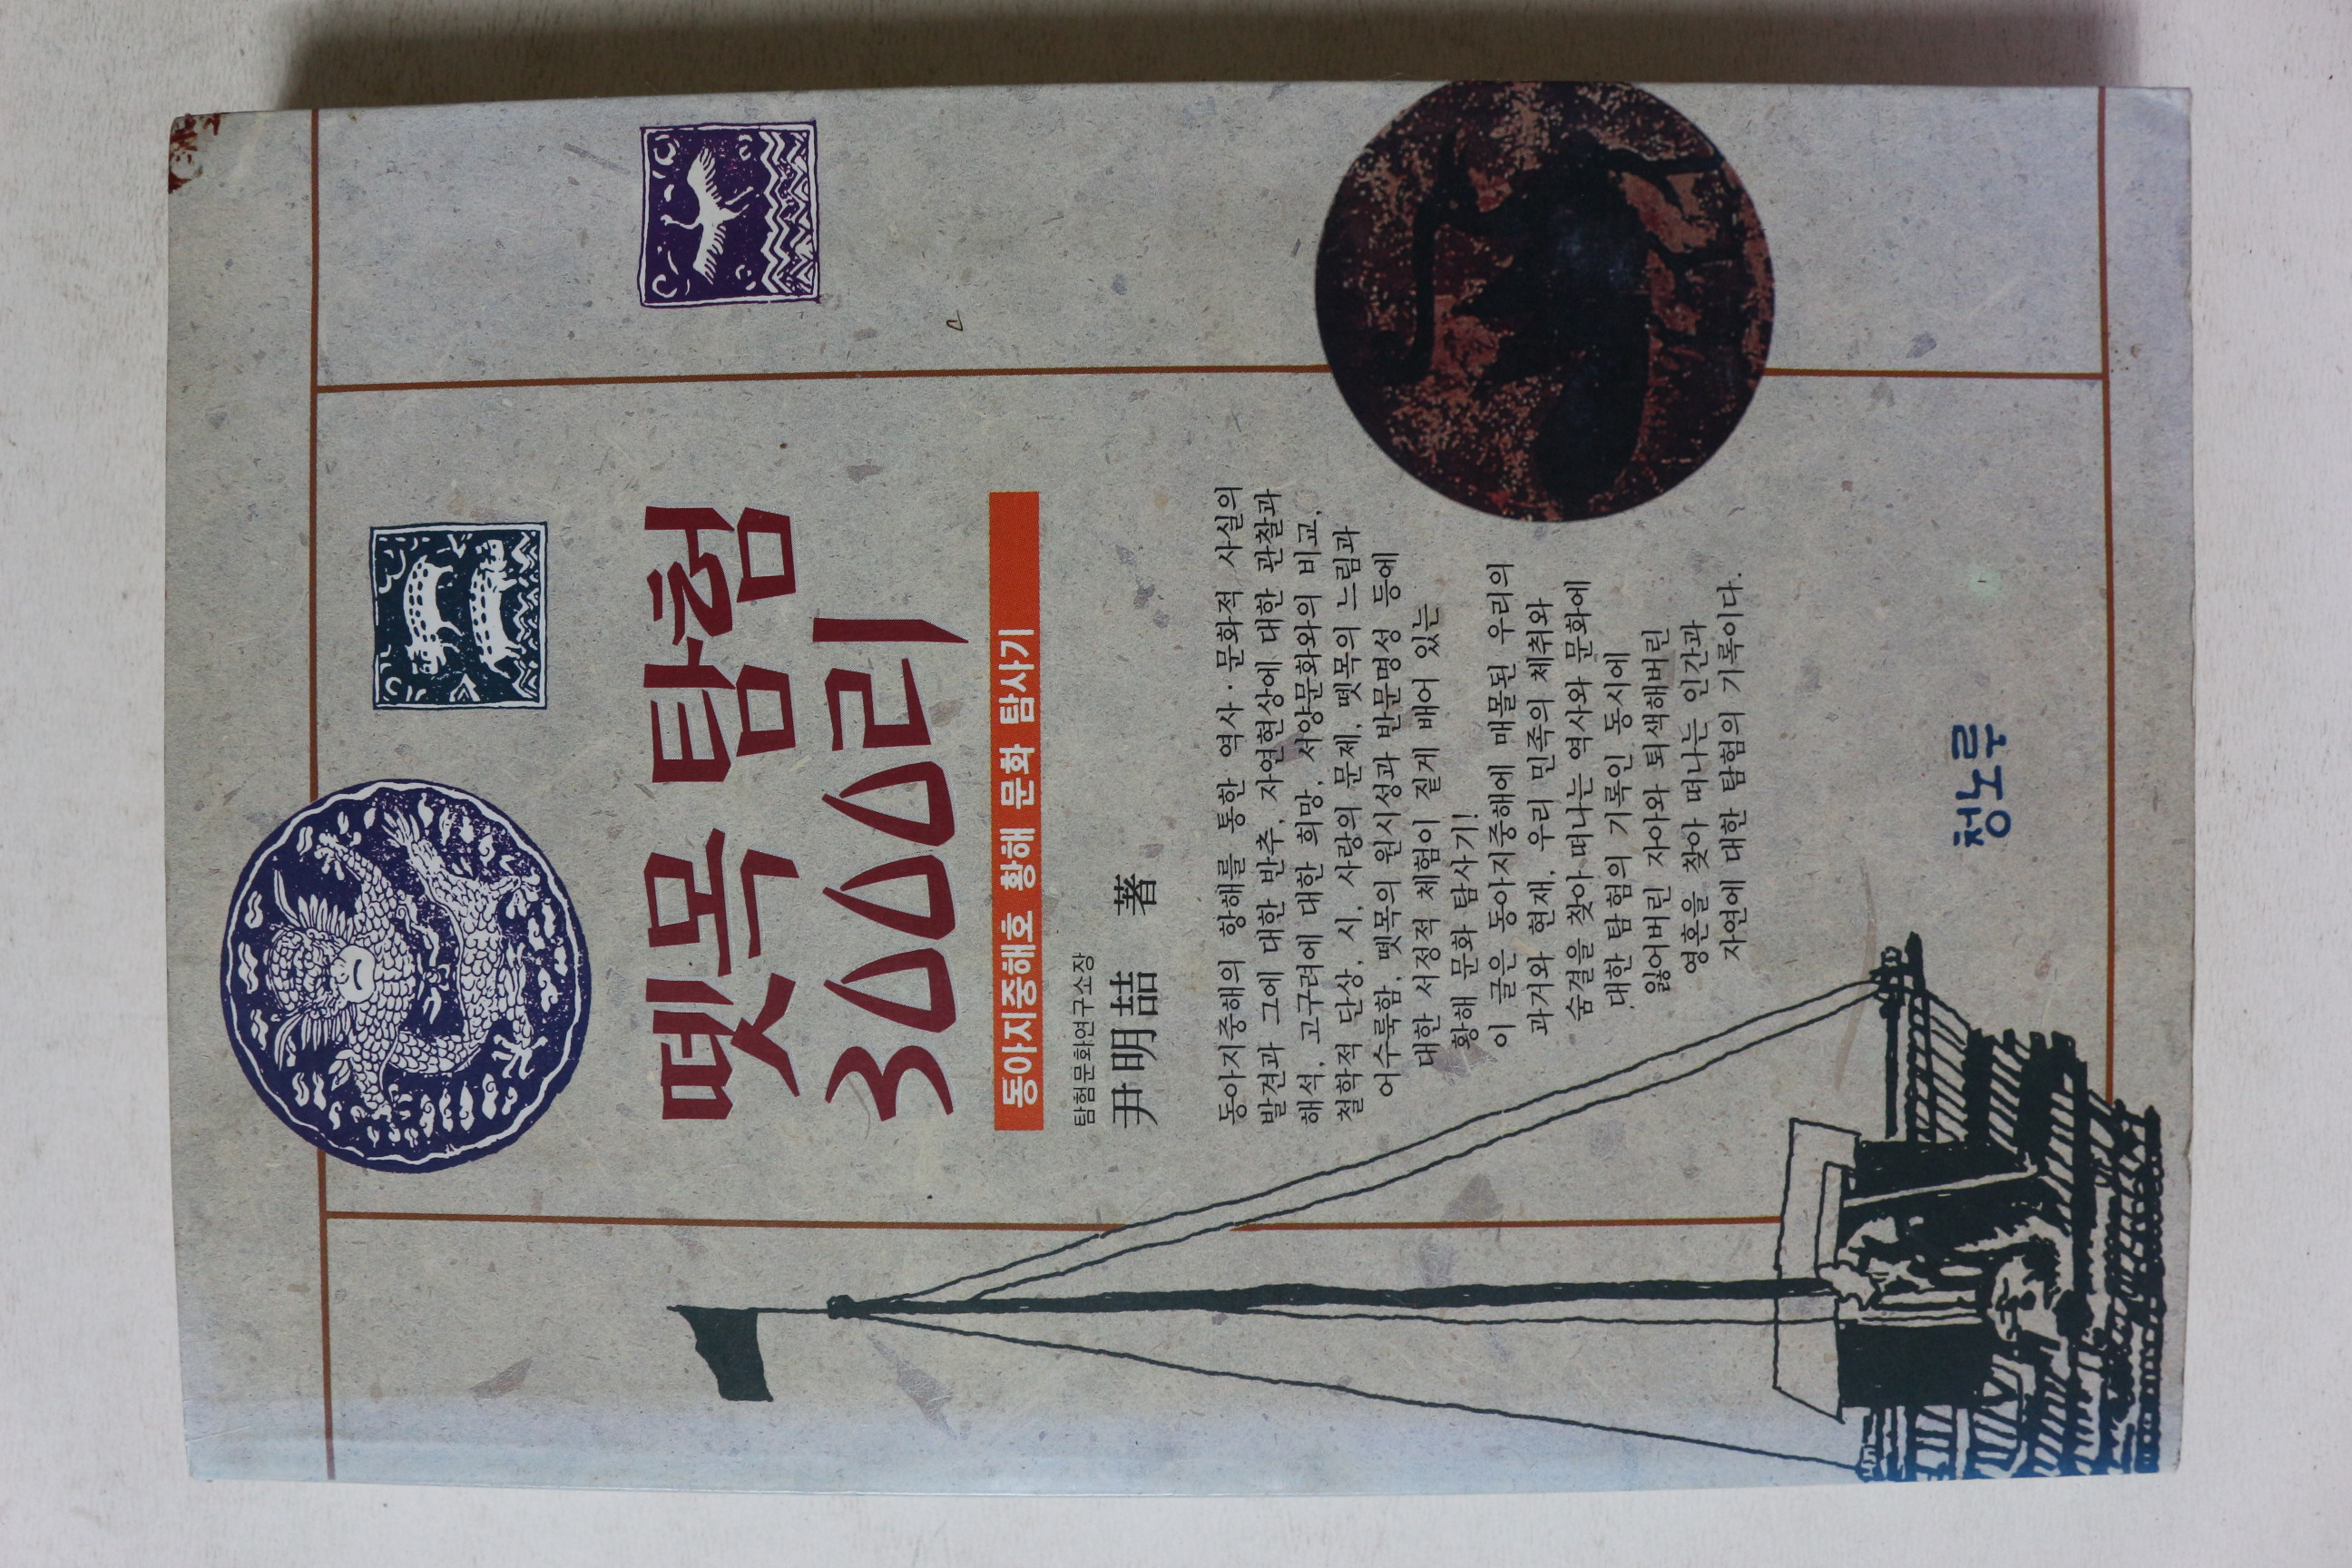 뗏목 탐험
3000리
동아지중해호 황해 문화 탐사기
탐험문화연구소장
尹明喆 著
동아지중해의 항해를 통한 역사·문화적 사실의
발견과 그에 대한 반추, 자연현상에 대한 관찰과
해석, 고구려에 대한 희망, 서양문화와의 비교,
철학적 단상, 시, 사랑의 문제, 뗏목의 느림과
어수룩함, 뗏목의 원시성과 반문명성 등에
대한 서정적 체험이 짙게 배어 있는
황해 문화 탐사기!
이 글은 동아지중해에 매몰된 우리의
과거와 현재, 우리 민족의 체취와
숨결을 찾아 떠나는 역사와 문화에
대한 탐험의 기록인 동시에
잃어버린 자아와 퇴색해버린
영혼을 찾아 떠나는 인간과
자연에 대한 탐험의 기록이다.
청노루